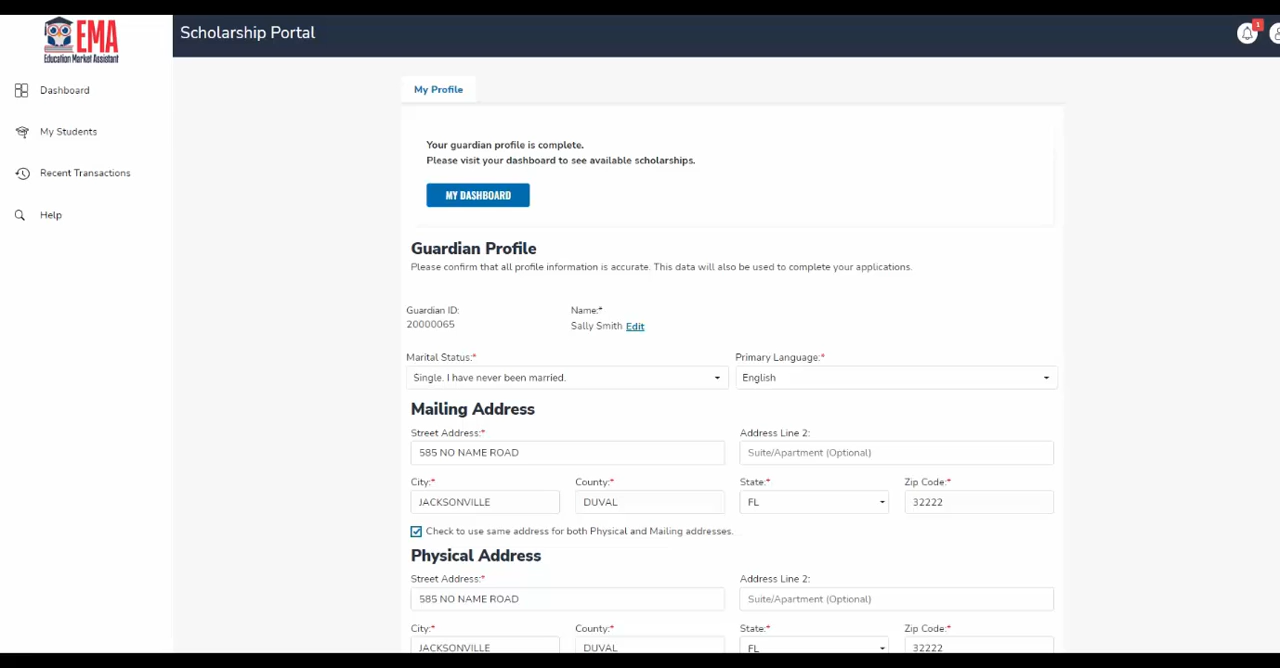 EMA
Education Market Assistant
Scholarship Portal
1
Dashboard
My Students
Recent Transactions
Help
My Profile
Your guardian profile is complete.
Please visit your dashboard to see available scholarships.
MY DASHBOARD
Guardian Profile
Please confirm that all profile information is accurate. This data will also be used to complete your applications.
Guardian ID: Name:*
20000065 Sally Smith Edit
Marital Status:* Primary Language:*
Single. I have never been married. English
Mailing Address
Street Address:* Address Line 2:
585 NO NAME ROAD Suite/Apartment (Optional)
City:* County:* State:* Zip Code:*
JACKSONVILLE DUVAL FL 32222
Check to use same address for both Physical and Mailing addresses.
Physical Address
Street Address:* Address Line 2:
585 NO NAME ROAD Suite/Apartment (Optional)
City:* County:* State:* Zip Code:*
JACKSONVILLE DUVAL FL 32222